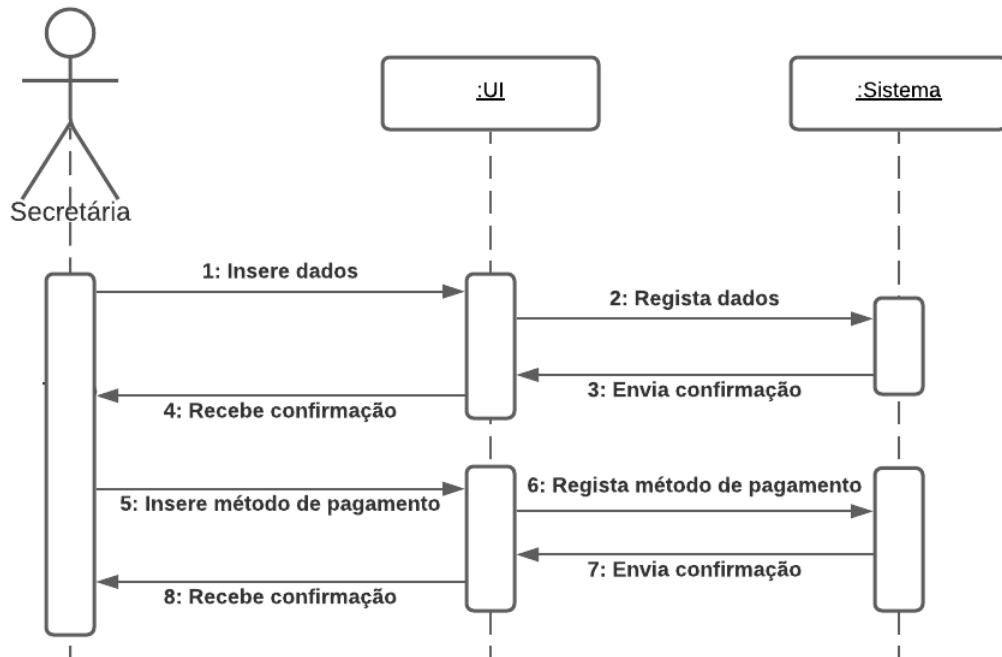 Secretária
:UI
:Sistema
1: Insere dados
2: Regista dados
3: Envia confirmação
4: Recebe confirmação
5: Insere método de pagamento
6: Regista método de pagamento
7: Envia confirmação
8: Recebe confirmação